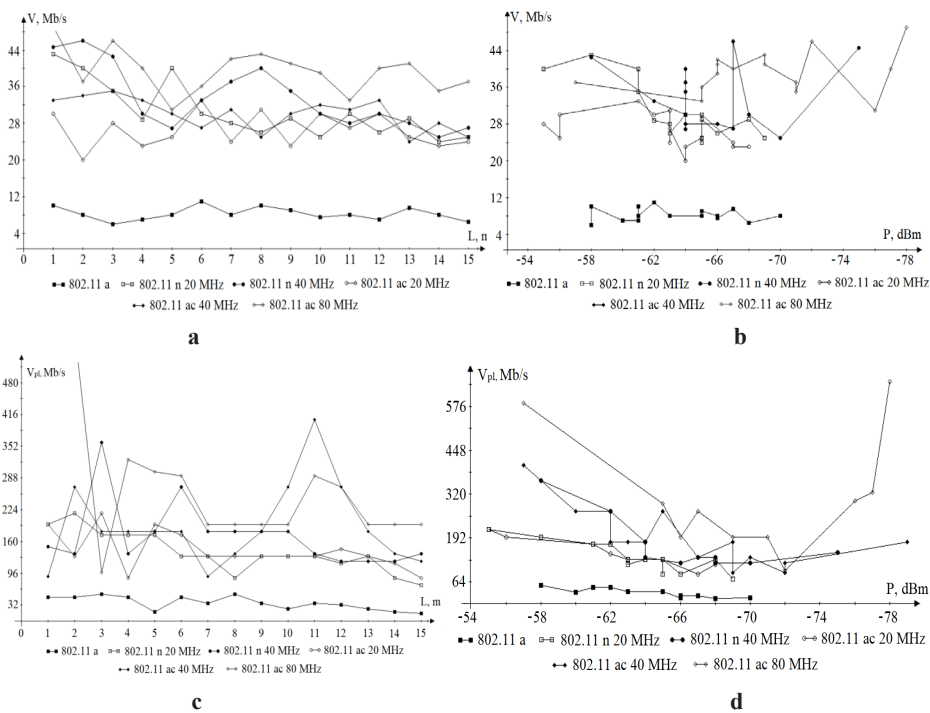 V, Mb/s
44
36
28
20
12
4
0 1 2 3 4 5 6 7 8 9 10 11 12 13 14 15
L, п
802.11 a 802.11 n 20 MHz 802.11 n 40 MHz 802.11 ac 20 MHz
802.11 ac 40 MHz 802.11 ac 80 MHz
a
V, Mb/s
44
36
28
20
12
4
P, dBm
-54 -58 -62 -66 -70 -74 -78
802.11 a 802.11 n 20 MHz 802.11 n 40 MHz 802.11 ac 20 MHz
802.11 ac 40 MHz 802.11 ac 80 MHz
b
Vpl, Mb/s
480
416
352
288
224
160
96
32
L, m
0 1 2 3 4 5 6 7 8 9 10 11 12 13 14 15
802.11 a 802.11 n 20 MHz 802.11 n 40 MHz 802.11 ac 20 MHz
802.11 ac 40 MHz 802.11 ac 80 MHz
c
Vpl, Mb/s
576
448
320
192
64
P, dBm
-54 -58 -62 -66 -70 -74 -78
802.11 a 802.11 n 20 MHz 802.11 n 40 MHz 802.11 ac 20 MHz
802.11 ac 40 MHz 802.11 ac 80 MHz
d